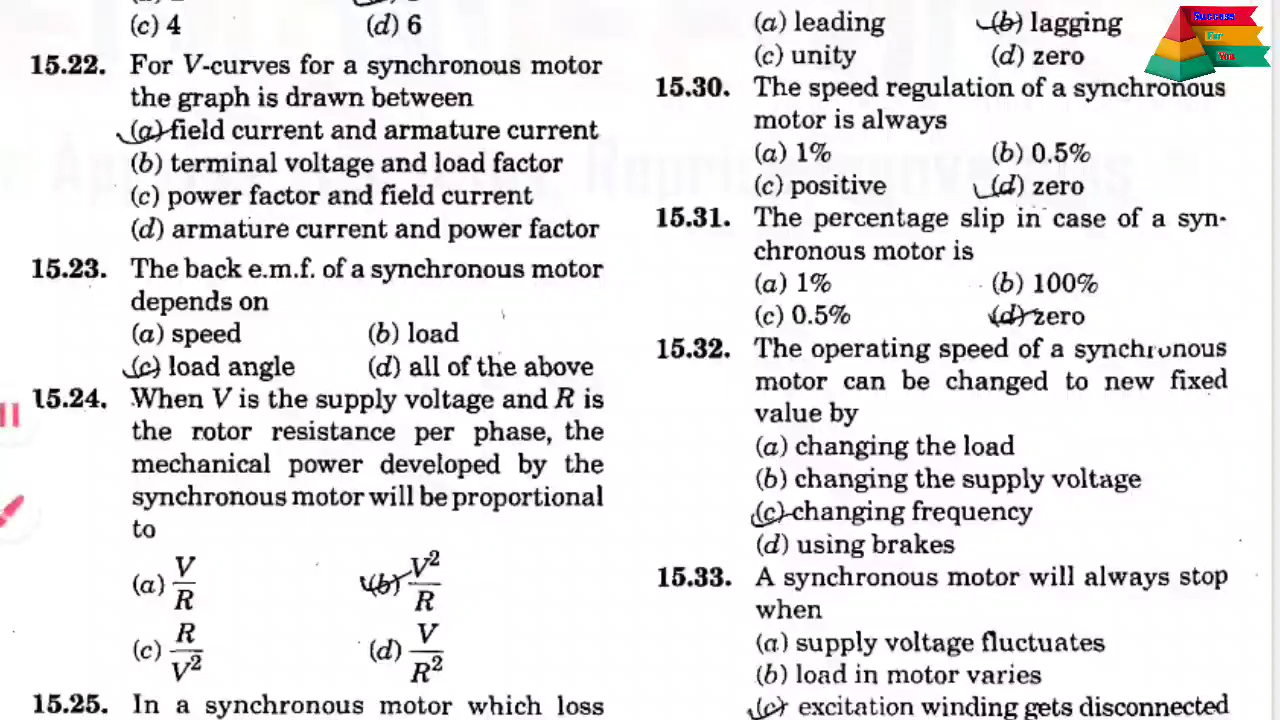 (c) 4 (d) 6
15.22. For V-curves for a synchronous motor
the graph is drawn between
(a) field current and armature current
(b) terminal voltage and load factor
(c) power factor and field current
(d) armature current and power factor
15.23. The back e.m.f. of a synchronous motor
depends on
(a) speed (b) load
(c) load angle (d) all of the above
15.24. When V is the supply voltage and R is
the rotor resistance per phase, the
mechanical power developed by the
synchronous motor will be proportional
to
(a) V/R (b) V²/R
(c) R/V² (d) V/R²
15.25. In a synchronous motor which loss
(a) leading (b) lagging
(c) unity (d) zero
15.30. The speed regulation of a synchronous
motor is always
(a) 1% (b) 0.5%
(c) positive (d) zero
15.31. The percentage slip in case of a syn-
chronous motor is
(a) 1% (b) 100%
(c) 0.5% (d) zero
15.32. The operating speed of a synchronous
motor can be changed to new fixed
value by
(a) changing the load
(b) changing the supply voltage
(c) changing frequency
(d) using brakes
15.33. A synchronous motor will always stop
when
(a) supply voltage fluctuates
(b) load in motor varies
(c) excitation winding gets disconnected
Success
For
You